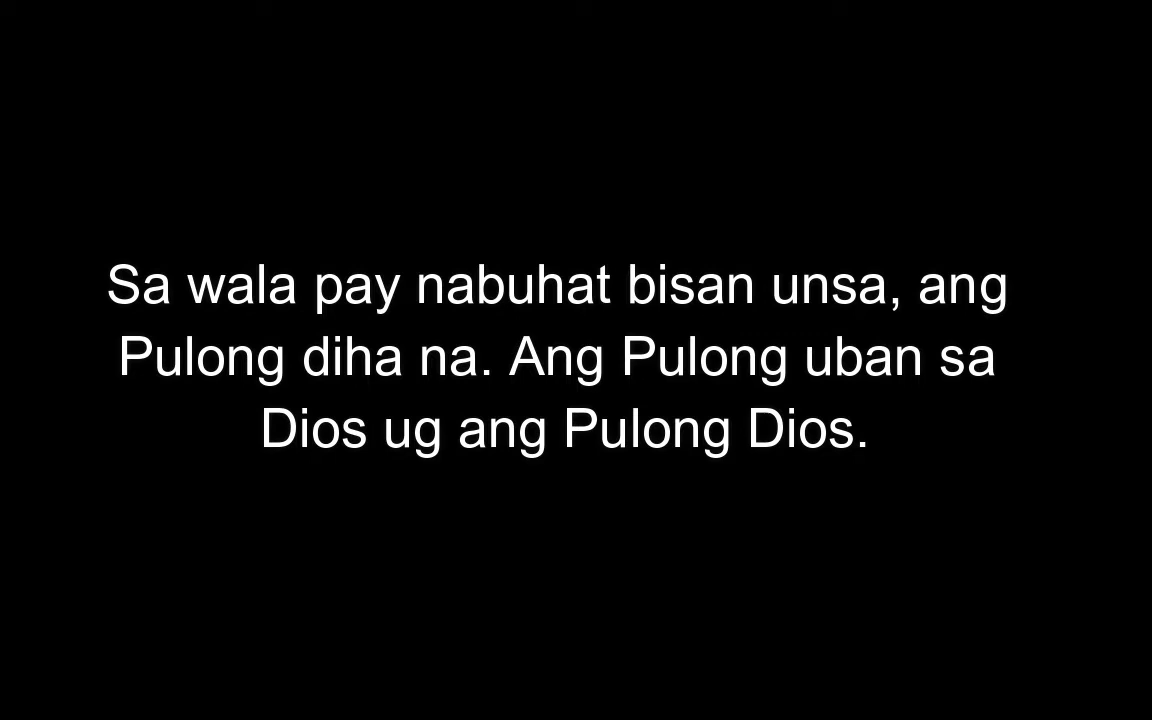 Sa wala pay nabuhat bisan unsa, ang
Pulong diha na. Ang Pulong uban sa
Dios ug ang Pulong Dios.